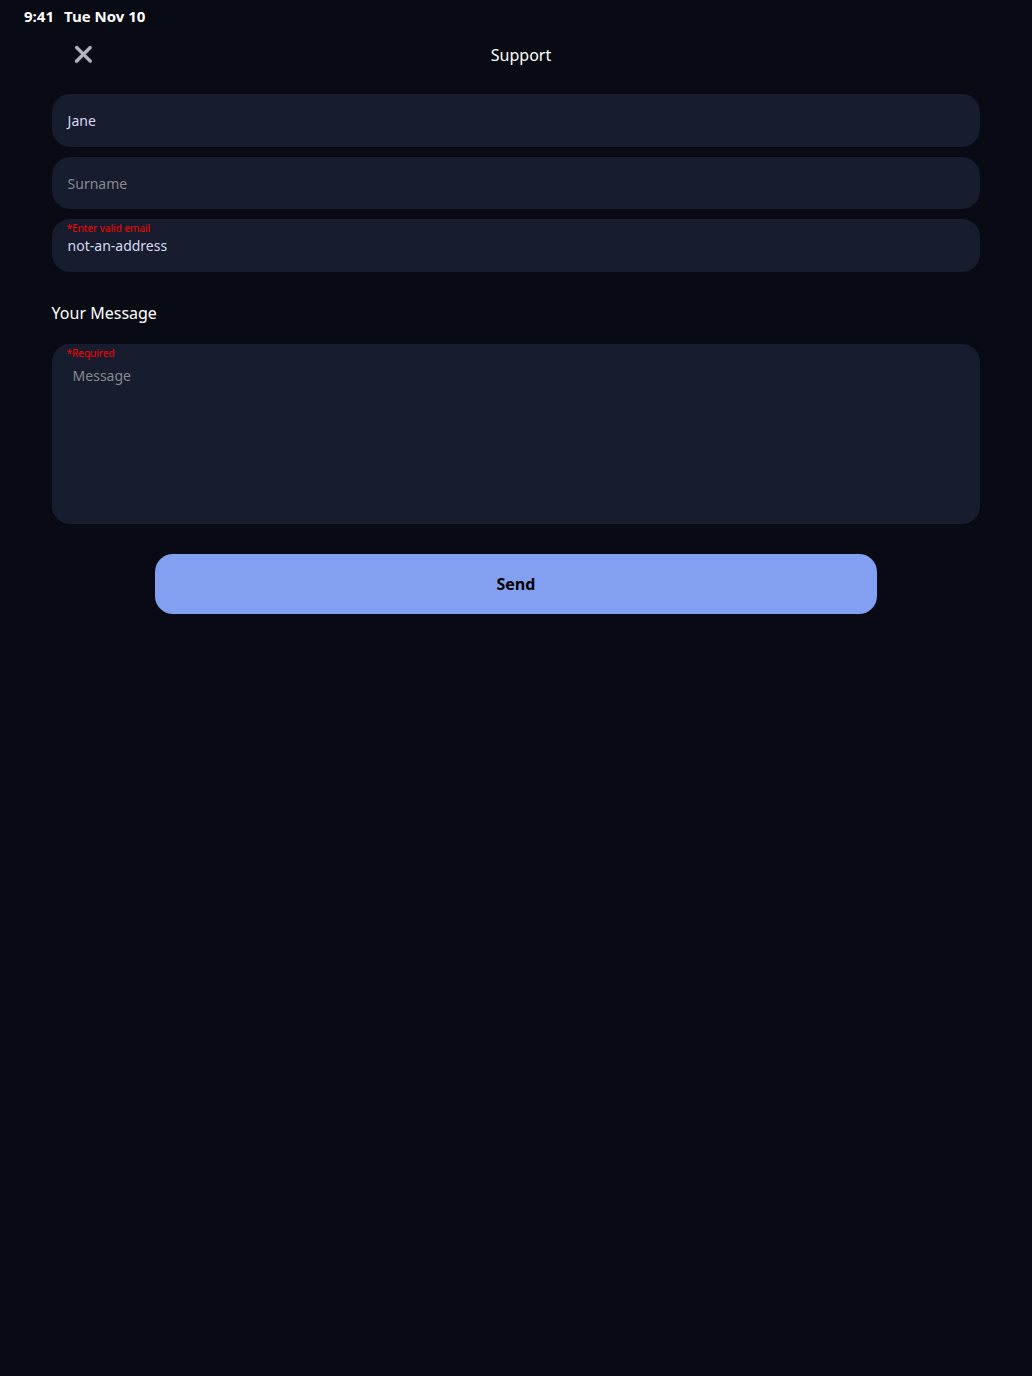 9:41 Tue Nov 10
Support
Jane
Surname
*Enter valid email
not-an-address
Your Message
*Required
Message
Send